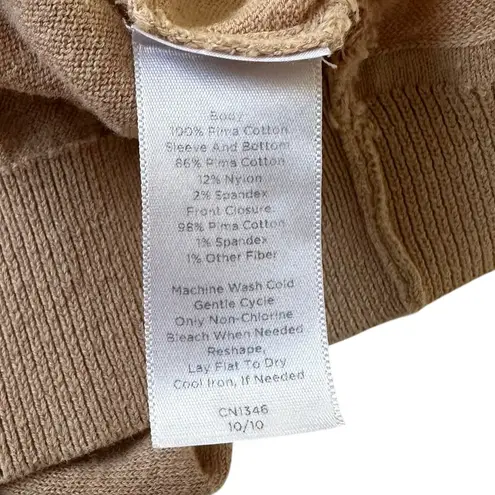 Body
100% Pima Cotton
Sleeve And Bottom
86% Pima Cotton
12% Nylon
2% Spandex
Front Closure
98% Pima Cotton
1% Spandex
1% Other Fiber
Machine Wash Cold
Gentle Cycle
Only Non-Chlorine
Bleach When Needed
Reshape,
Lay Flat To Dry
Cool Iron, If Needed
CN1346
10/10